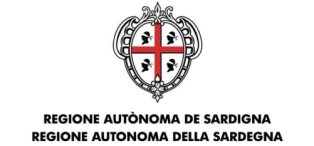 REGIONE AUTÒNOMA DE SARDIGNA
REGIONE AUTONOMA DELLA SARDEGNA